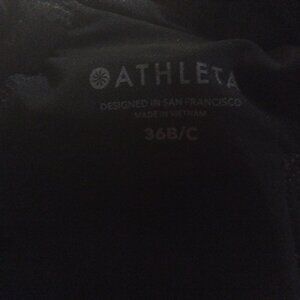 ATHLETA
DESIGNED IN SAN FRANCISCO
MADE IN VIETNAM
36B/C